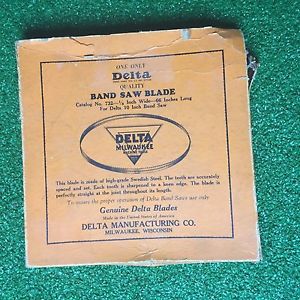 ONE ONLY
Delta
QUALITY
BAND SAW BLADE
Catalog No. 732—¼ Inch Wide—66 Inches Long
For Delta 10 Inch Band Saw
DELTA
MILWAUKEE
This blade is made of high-grade Swedish Steel. The teeth are accurately
spaced and set. Each tooth is sharpened to a keen edge. The blade is
perfectly straight at the joint throughout its length.
To insure the proper operation of Delta Band Saws use only
Genuine Delta Blades
Made in the United States of America
DELTA MANUFACTURING CO.
MILWAUKEE, WISCONSIN